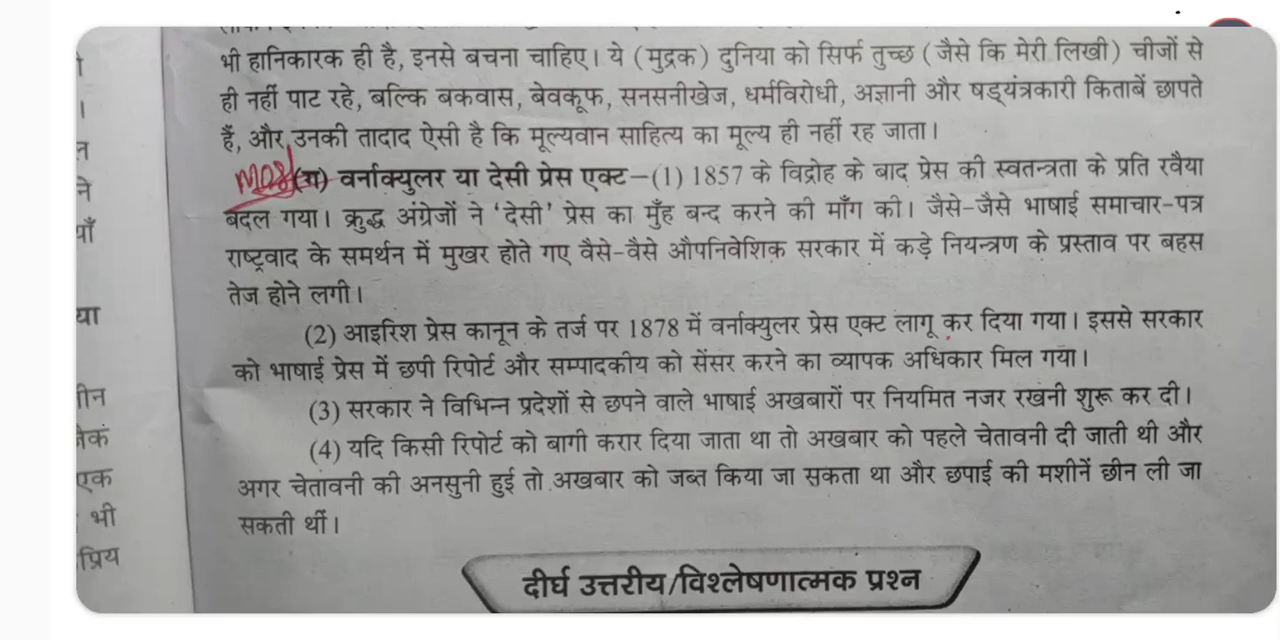 भी हानिकारक ही है, इनसे बचना चाहिए। ये (मुद्रक) दुनिया को सिर्फ तुच्छ (जैसे कि मेरी लिखी) चीजों से
ही नहीं पाट रहे, बल्कि बकवास, बेवकूफ, सनसनीखेज, धर्मविरोधी, अज्ञानी और षड्यंत्रकारी किताबें छापते
हैं, और उनकी तादाद ऐसी है कि मूल्यवान साहित्य का मूल्य ही नहीं रह जाता।
(ग) वर्नाक्युलर या देसी प्रेस एक्ट—(1) 1857 के विद्रोह के बाद प्रेस की स्वतन्त्रता के प्रति रवैया
बदल गया। क्रुद्ध अंग्रेजों ने ‘देसी’ प्रेस का मुँह बन्द करने की माँग की। जैसे-जैसे भाषाई समाचार-पत्र
राष्ट्रवाद के समर्थन में मुखर होते गए वैसे-वैसे औपनिवेशिक सरकार में कड़े नियन्त्रण के प्रस्ताव पर बहस
तेज होने लगी।
(2) आइरिश प्रेस कानून के तर्ज पर 1878 में वर्नाक्युलर प्रेस एक्ट लागू कर दिया गया। इससे सरकार
को भाषाई प्रेस में छपी रिपोर्ट और सम्पादकीय को सेंसर करने का व्यापक अधिकार मिल गया।
(3) सरकार ने विभिन्न प्रदेशों से छपने वाले भाषाई अखबारों पर नियमित नजर रखनी शुरू कर दी।
(4) यदि किसी रिपोर्ट को बागी करार दिया जाता था तो अखबार को पहले चेतावनी दी जाती थी और
अगर चेतावनी की अनसुनी हुई तो अखबार को जब्त किया जा सकता था और छपाई की मशीनें छीन ली जा
सकती थीं।
दीर्घ उत्तरीय/विश्लेषणात्मक प्रश्न
या
एक
भी